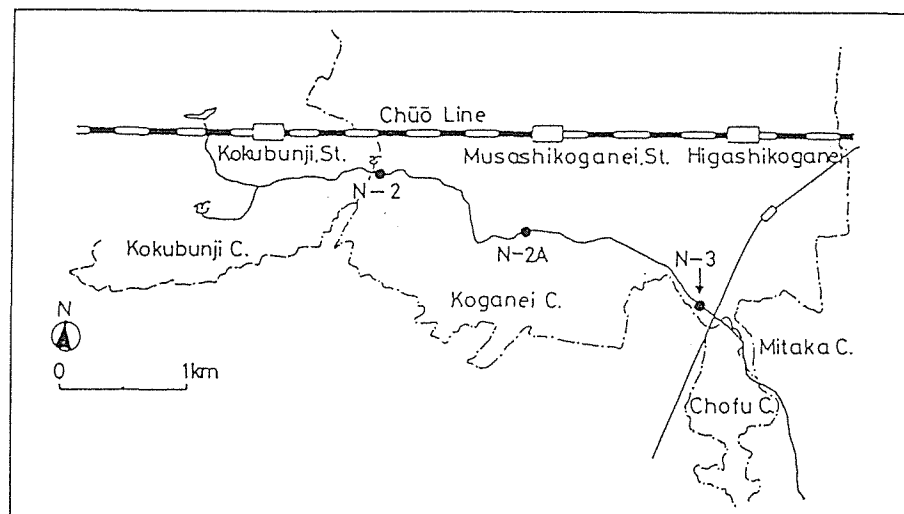 Chūō Line
Kokubunji.St.
Musashikoganei.St.
Higashikoganei
N-2
N-2A
N-3
Kokubunji C.
Koganei C.
Mitaka C.
Chofu C.
N
0 1km